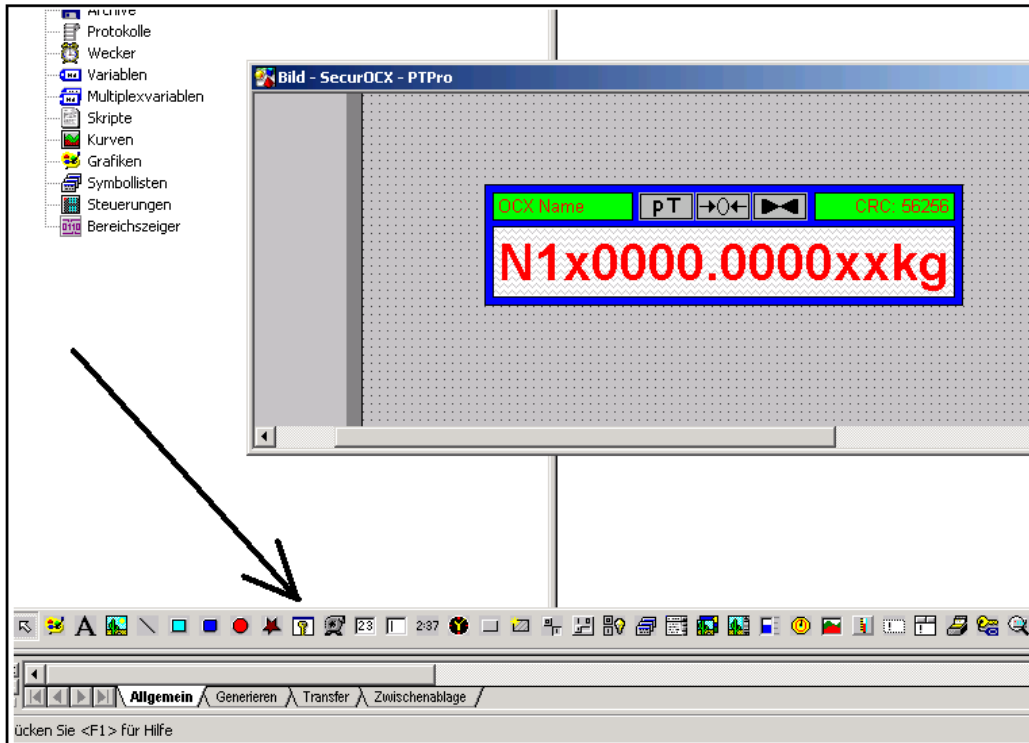 Archive
Protokolle
Wecker
Variablen
Multiplexvariablen
Skripte
Kurven
Grafiken
Symbollisten
Steuerungen
Bereichszeiger
Bild - SecurOCX - PTPro
OCX Name
pT
→0←
CRC: 56256
N1x0000.0000xxkg
A
23
2:37
Allgemein
Generieren
Transfer
Zwischenablage
ücken Sie <F1> für Hilfe